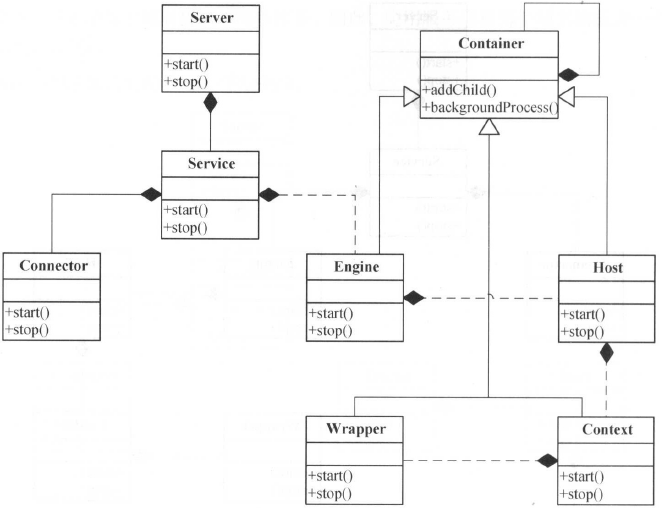 Server
+start()
+stop()
Container
+addChild()
+backgroundProcess()
Service
+start()
+stop()
Connector
+start()
+stop()
Engine
+start()
+stop()
Host
+start()
+stop()
Wrapper
+start()
+stop()
Context
+start()
+stop()